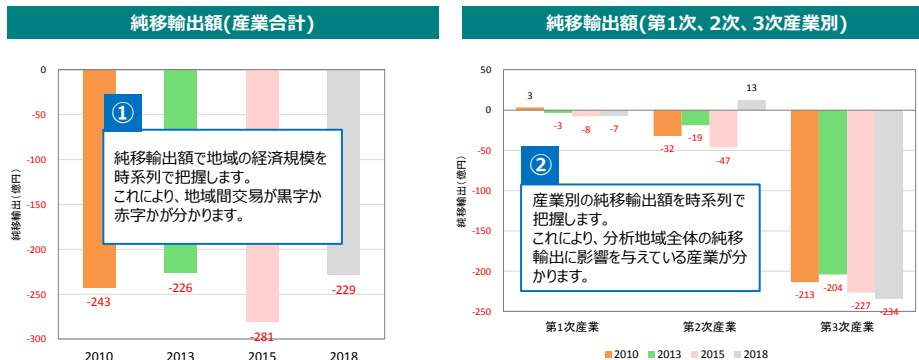 純移輸出額(産業合計)
0
-50
-100
-150
-200
-250
-300
純移輸出(億円)
①
純移輸出額で地域の経済規模を
時系列で把握します。
これにより、地域間交易が黒字か
赤字かが分かります。
-243
-226
-281
-229
2010
2013
2015
2018
純移輸出額(第1次、2次、3次産業別)
50
0
-50
-100
-150
-200
-250
純移輸出(億円)
3
-3
-8
-7
-32
-19
-47
13
②
産業別の純移輸出額を時系列で
把握します。
これにより、分析地域全体の純移
輸出に影響を与えている産業が分
かります。
-213
-204
-227
-234
第1次産業
第2次産業
第3次産業
2010 2013 2015 2018